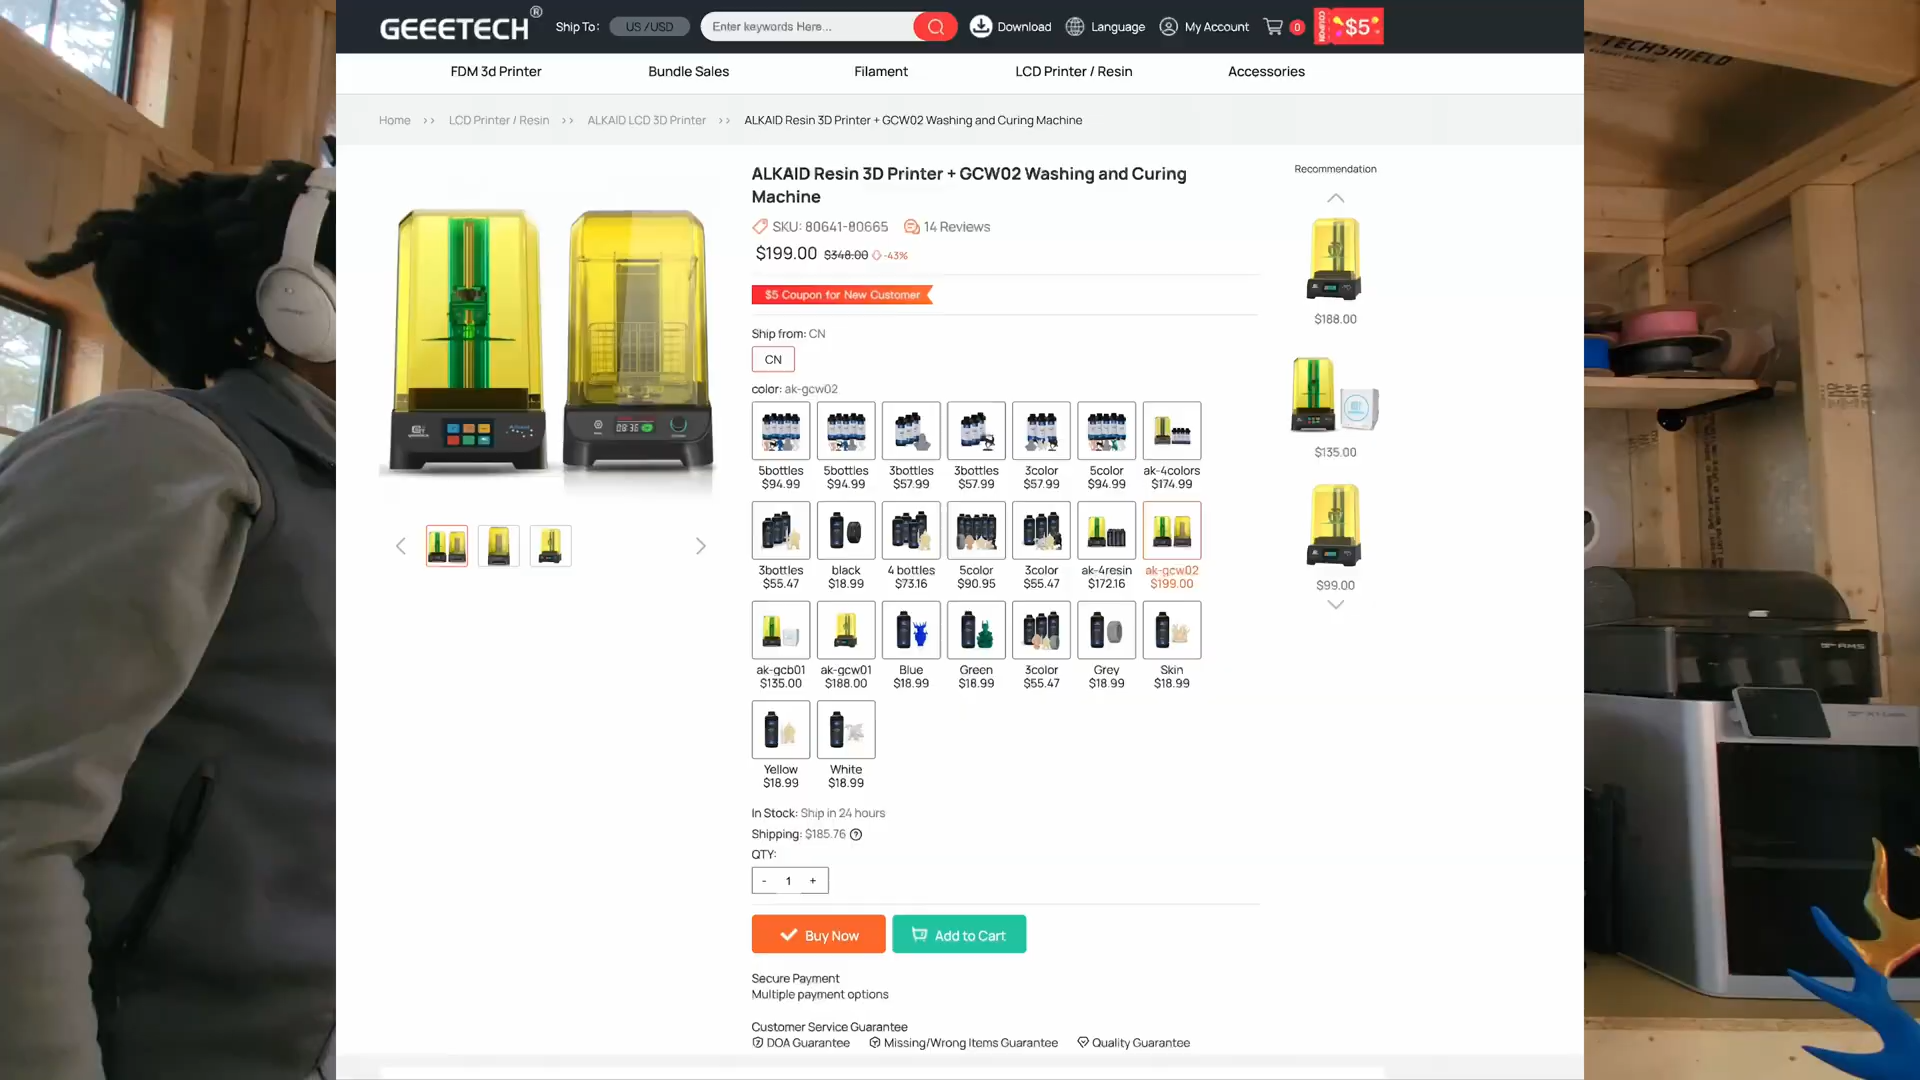 GEEETECH®
Ship To: US / USD
Enter keywords Here...
Download
Language
My Account
0
COUPON $5
FDM 3d Printer
Bundle Sales
Filament
LCD Printer / Resin
Accessories
Home >> LCD Printer / Resin >> ALKAID LCD 3D Printer >> ALKAID Resin 3D Printer + GCW02 Washing and Curing Machine
ALKAID Resin 3D Printer + GCW02 Washing and Curing
Machine
SKU: 80641-80665 14 Reviews
$199.00 $348.00 -43%
$5 Coupon for New Customer
Ship from: CN
CN
color: ak-gcw02
5bottles 5bottles 3bottles 3bottles 3color 5color ak-4colors
$94.99 $94.99 $57.99 $57.99 $57.99 $94.99 $174.99
3bottles black 4 bottles 5color 3color ak-4resin ak-gcw02
$55.47 $18.99 $73.16 $90.95 $55.47 $172.16 $199.00
ak-gcb01 ak-gcw01 Blue Green 3color Grey Skin
$135.00 $188.00 $18.99 $18.99 $55.47 $18.99 $18.99
Yellow White
$18.99 $18.99
In Stock: Ship in 24 hours
Shipping: $185.76
QTY:
- 1 +
Buy Now
Add to Cart
Secure Payment
Multiple payment options
Customer Service Guarantee
DOA Guarantee Missing/Wrong Items Guarantee Quality Guarantee
Recommendation
$188.00
$135.00
$99.00
08:36
TECHSHIELD
AMS